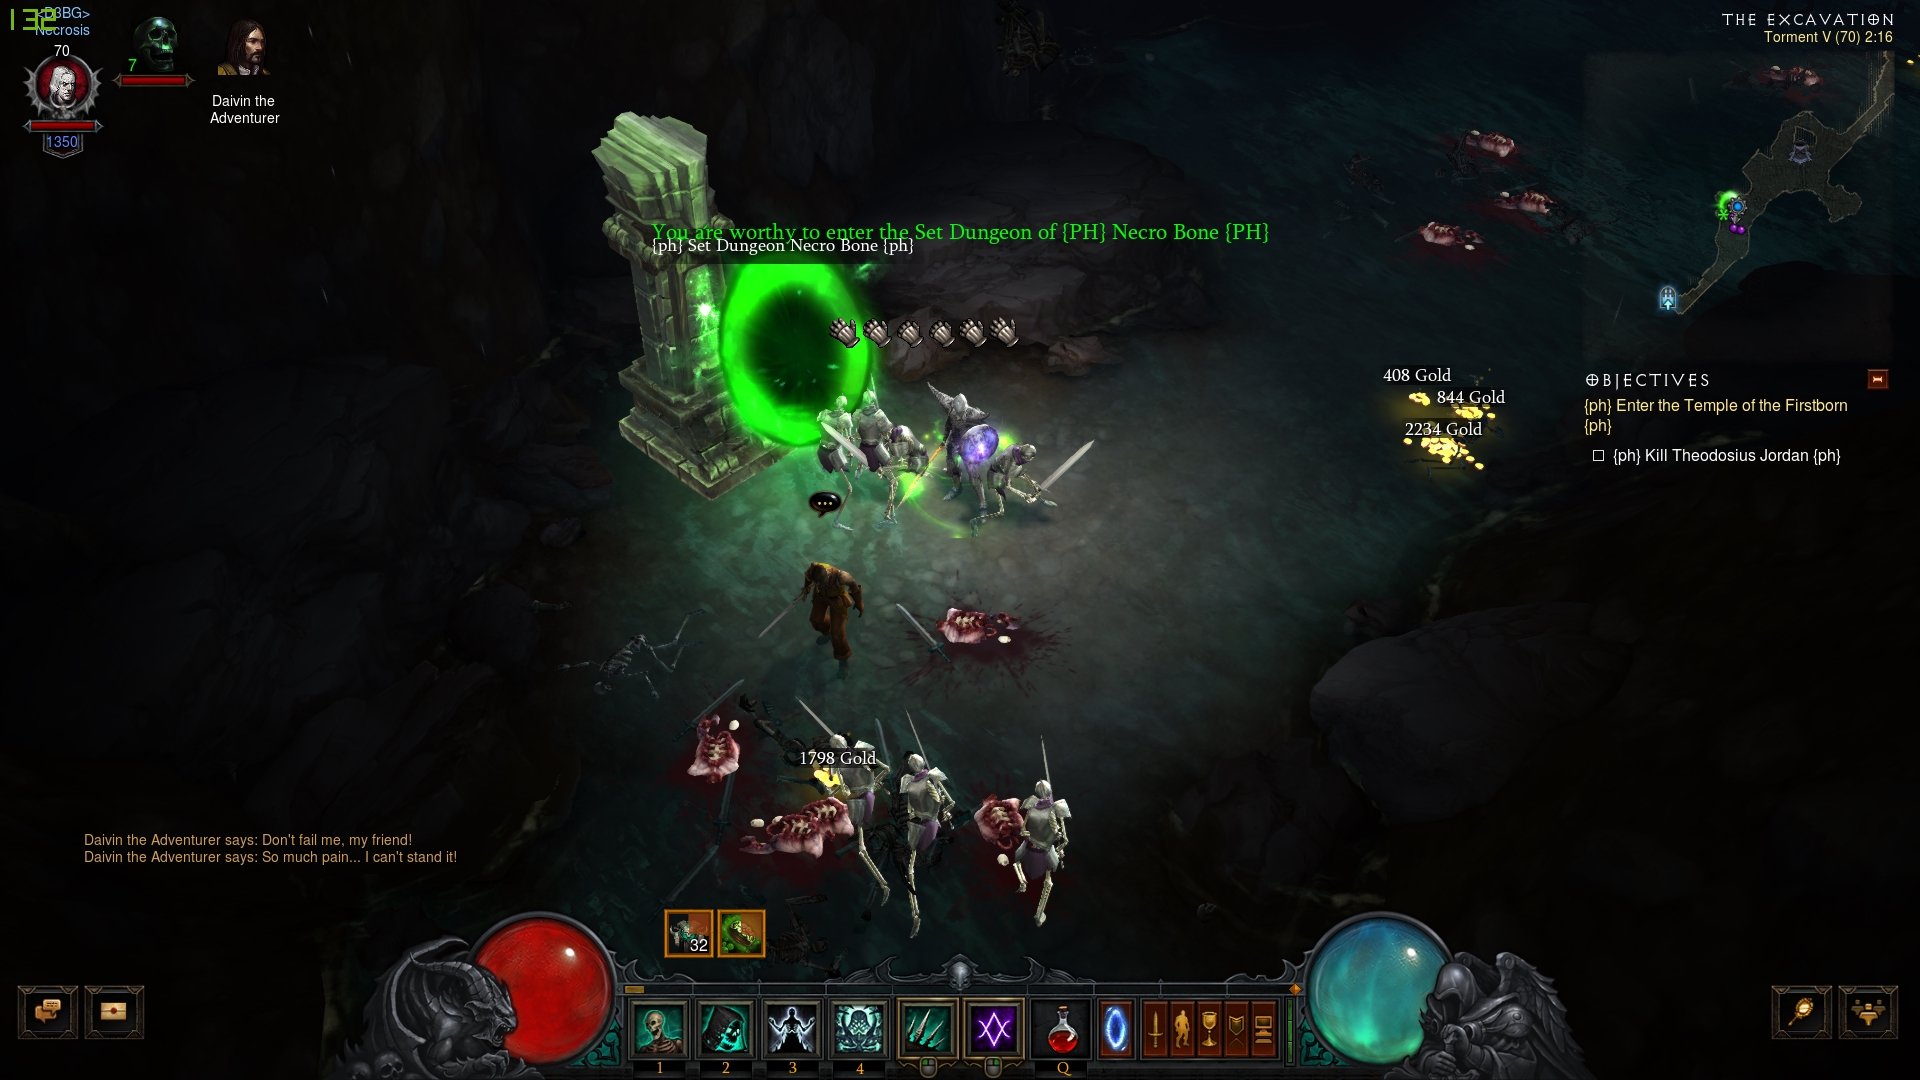 132
<D3BG>
Necrosis
70
7
1350
Daivin the
Adventurer
THE EXCAVATION
Torment V (70) 2:16
You are worthy to enter the Set Dungeon of {PH} Necro Bone {PH}
{ph} Set Dungeon Necro Bone {ph}
408 Gold
844 Gold
2234 Gold
OBJECTIVES
{ph} Enter the Temple of the Firstborn
{ph}
{ph} Kill Theodosius Jordan {ph}
1798 Gold
Daivin the Adventurer says: Don't fail me, my friend!
Daivin the Adventurer says: So much pain... I can't stand it!
32
1 2 3 4 Q